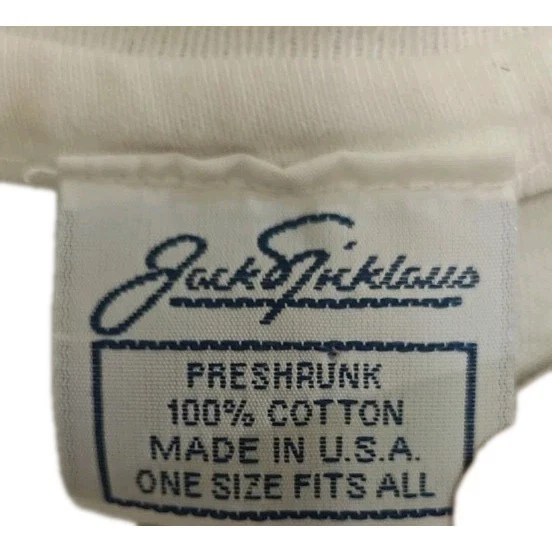 Jack Nicklaus
PRESHRUNK
100% COTTON
MADE IN U.S.A.
ONE SIZE FITS ALL